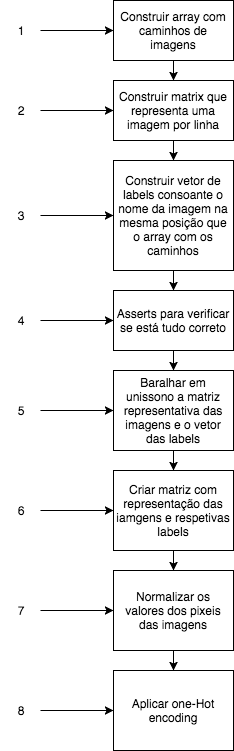 1
Construir array com
caminhos de
imagens
2
Construir matriz que
representa uma
imagem por linha
3
Construir vetor de
labels consoante o
nome da imagem na
mesma posição que
o array com os
caminhos
4
Asserts para verificar
se está tudo correto
5
Baralhar em
unissono a matriz
representativa das
imagens e o vetor
das labels
6
Criar matriz com
representação das
iamgens e respetivas
labels
7
Normalizar os
valores dos pixeis
das imagens
8
Aplicar one-Hot
encoding